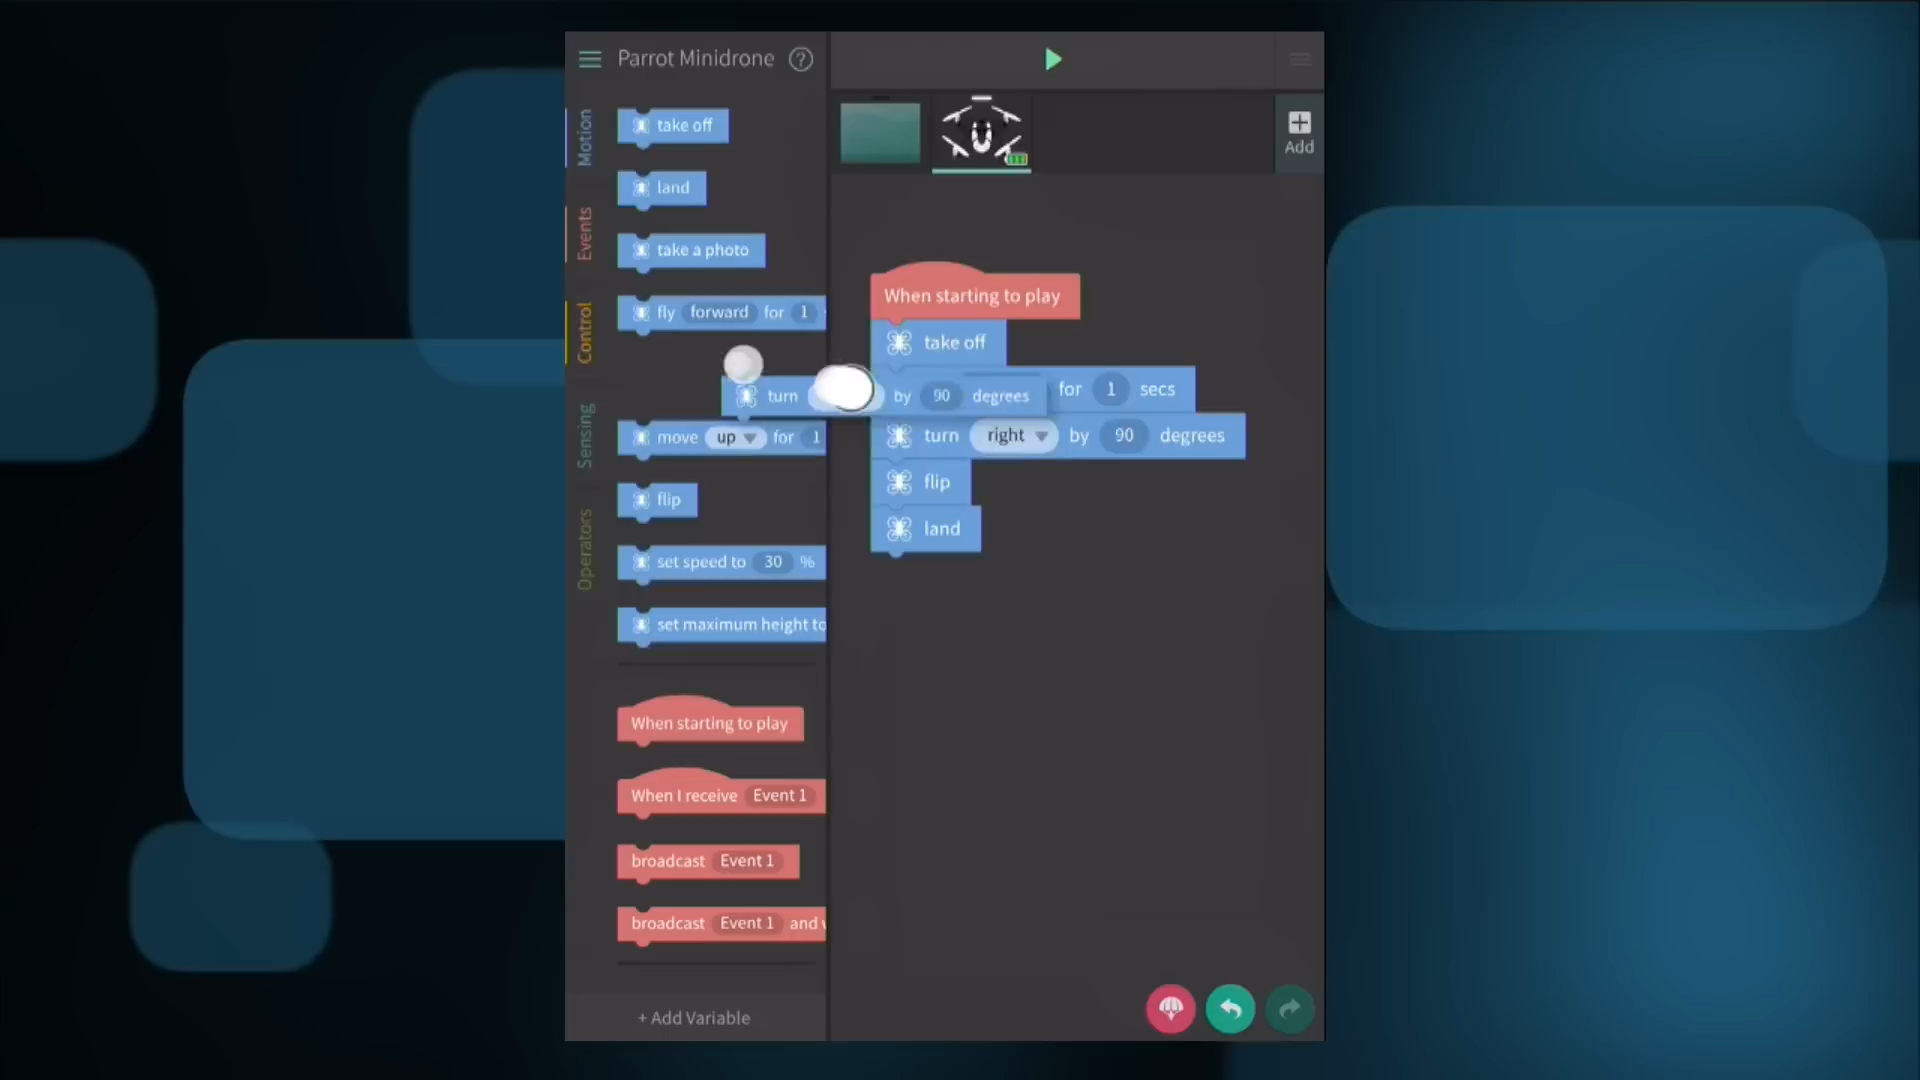 Parrot Minidrone ?
Motion
Events
Control
Sensing
Operators
take off
land
take a photo
fly forward for 1
move up for 1
flip
set speed to 30 %
set maximum height to
When starting to play
When I receive Event 1
broadcast Event 1
broadcast Event 1 and
+ Add Variable
Add
When starting to play
take off
for 1 secs
turn by 90 degrees
turn right by 90 degrees
flip
land